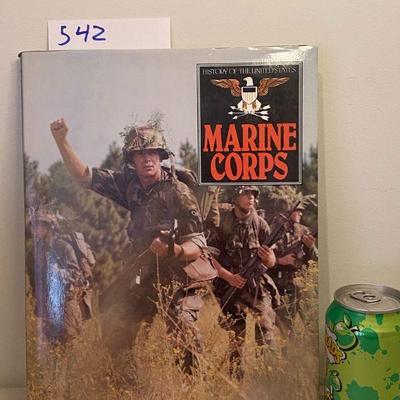 542
HISTORY OF THE UNITED STATES
MARINE
CORPS